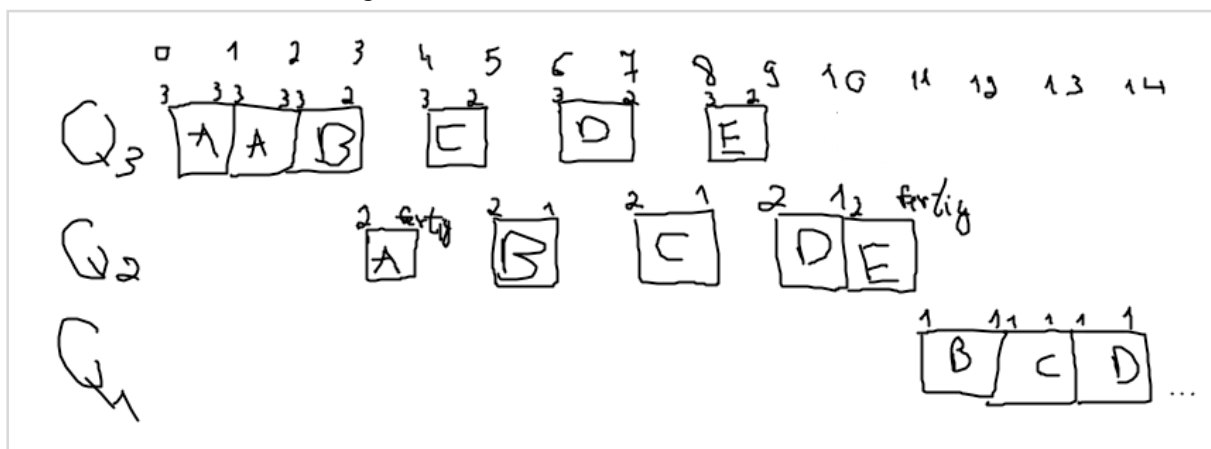 0 1 2 3 4 5 6 7 8 9 10 11 12 13 14
3 3 3 3 3 2 3 2 3 2 3 2
Q3 A A B C D E
2 fertig 2 1 2 1 2 1 2 fertig
Q2 A B C D E
1 1 1 1 1 1
Q1 B C D ...